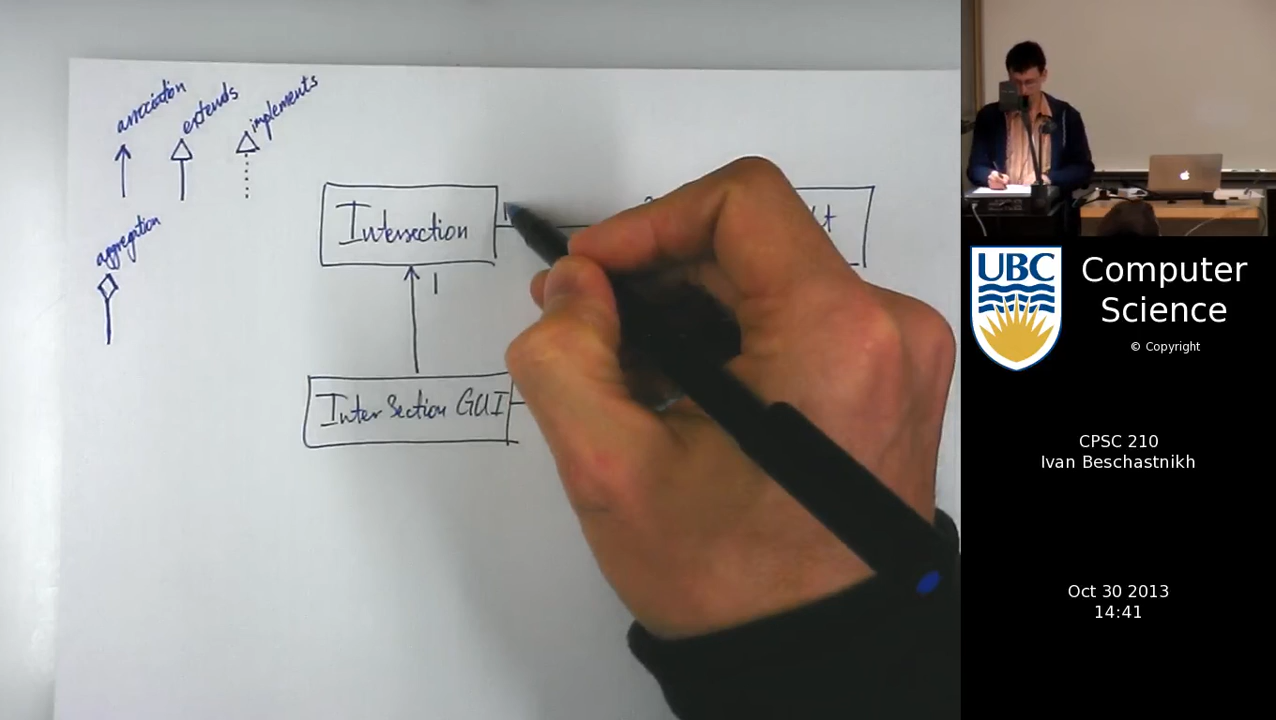 association
extends
implements
aggregation
Intersection
1
1
InterSection GUI
UBC
Computer
Science
© Copyright
CPSC 210
Ivan Beschastnikh
Oct 30 2013
14:41